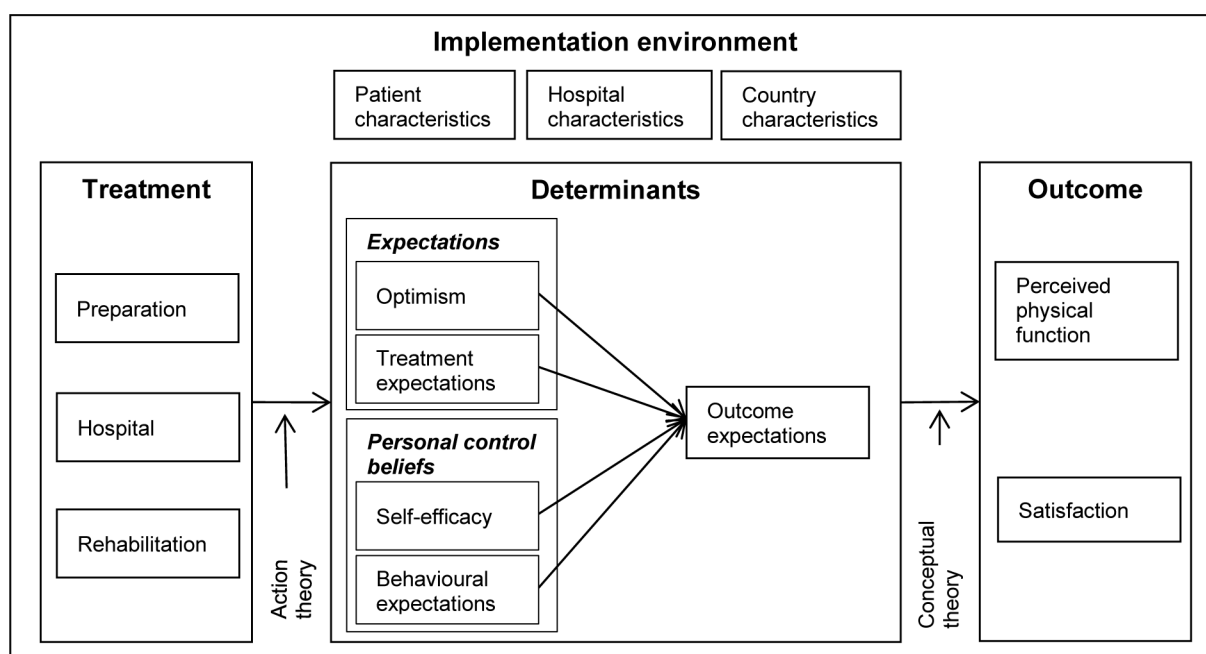 Implementation environment
Patient
characteristics
Hospital
characteristics
Country
characteristics
Treatment
Preparation
Hospital
Rehabilitation
Action
theory
Determinants
Expectations
Optimism
Treatment
expectations
Personal control
beliefs
Self-efficacy
Behavioural
expectations
Outcome
expectations
Conceptual
theory
Outcome
Perceived
physical
function
Satisfaction